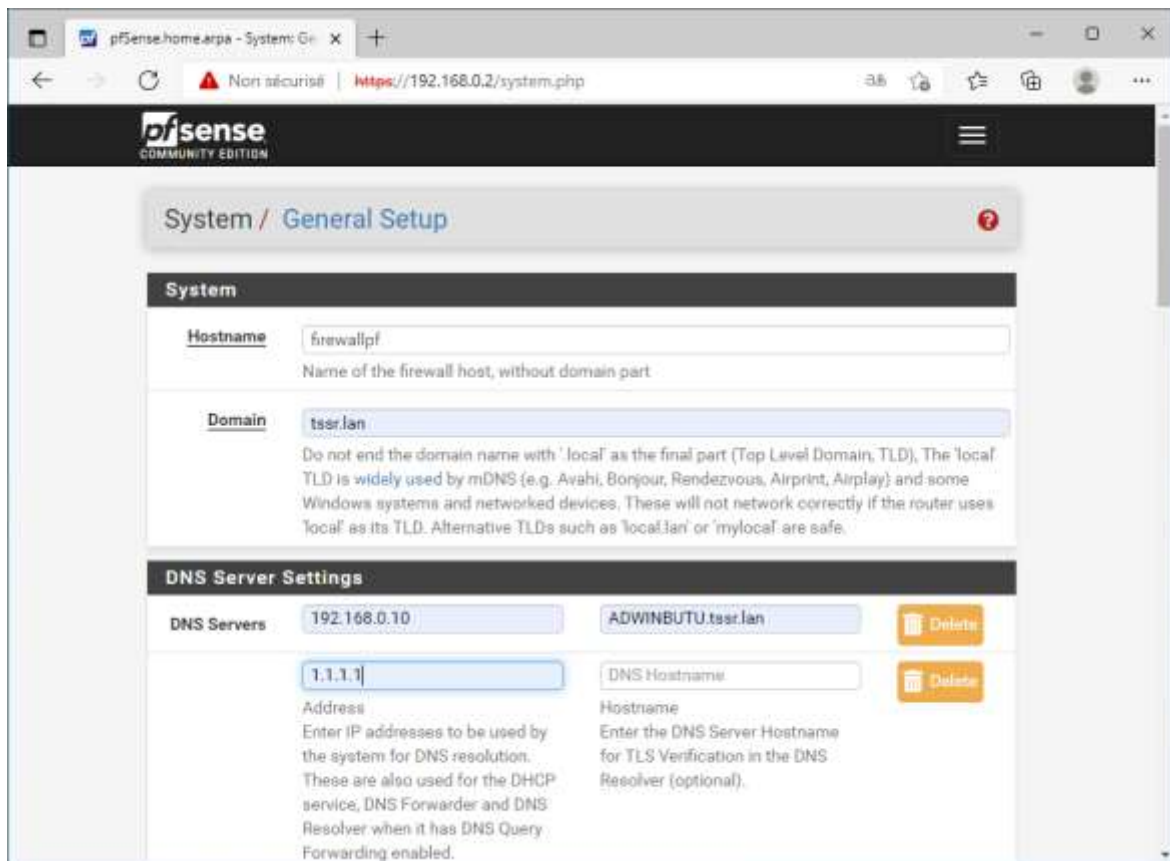 pfSense.home.arpa - System: Ge
Non sécurisé | https://192.168.0.2/system.php
pfsense
COMMUNITY EDITION
System / General Setup
System
Hostname
firewallpf
Name of the firewall host, without domain part
Domain
tssr.lan
Do not end the domain name with '.local' as the final part (Top Level Domain, TLD), The 'local'
TLD is widely used by mDNS (e.g. Avahi, Bonjour, Rendezvous, Airprint, Airplay) and some
Windows systems and networked devices. These will not network correctly if the router uses
'local' as its TLD. Alternative TLDs such as 'local.lan' or 'mylocal' are safe.
DNS Server Settings
DNS Servers
192.168.0.10
ADWINBUTU.tssr.lan
Delete
1.1.1.1
DNS Hostname
Delete
Address
Enter IP addresses to be used by
the system for DNS resolution.
These are also used for the DHCP
service, DNS Forwarder and DNS
Resolver when it has DNS Query
Forwarding enabled.
Hostname
Enter the DNS Server Hostname
for TLS Verification in the DNS
Resolver (optional).